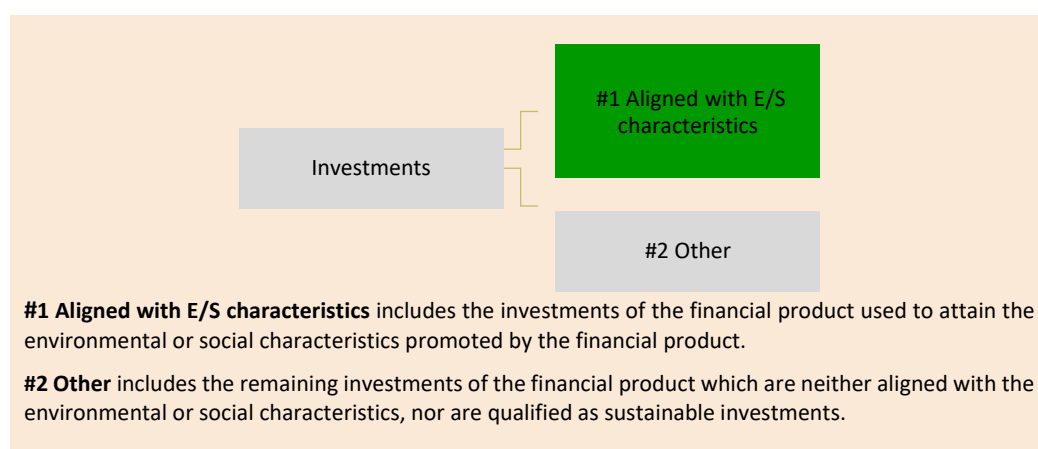 #1 Aligned with E/S
characteristics
Investments
#2 Other
#1 Aligned with E/S characteristics includes the investments of the financial product used to attain the
environmental or social characteristics promoted by the financial product.
#2 Other includes the remaining investments of the financial product which are neither aligned with the
environmental or social characteristics, nor are qualified as sustainable investments.